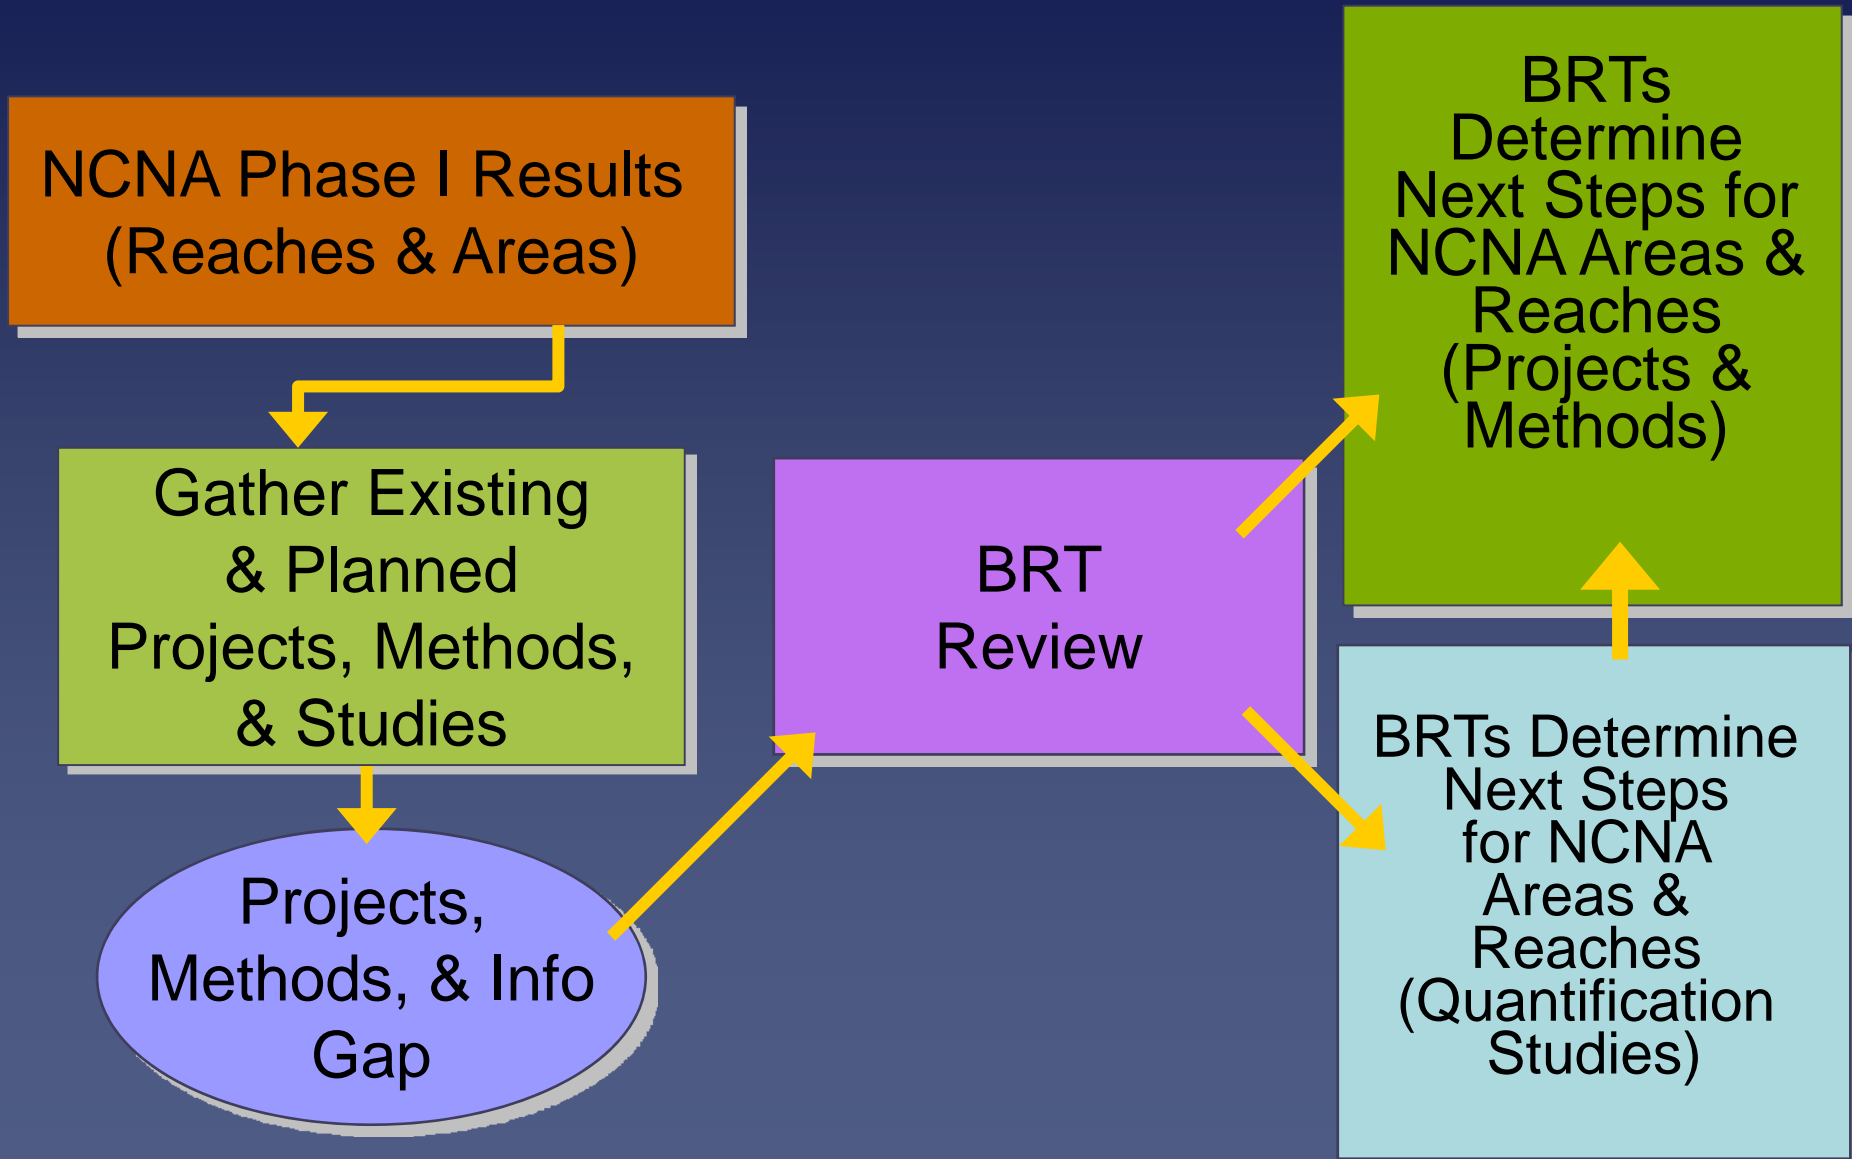 NCNA Phase I Results
(Reaches & Areas)
Gather Existing
& Planned
Projects, Methods,
& Studies
Projects,
Methods, & Info
Gap
BRT
Review
BRTs
Determine
Next Steps for
NCNA Areas &
Reaches
(Projects &
Methods)
BRTs Determine
Next Steps
for NCNA
Areas &
Reaches
(Quantification
Studies)